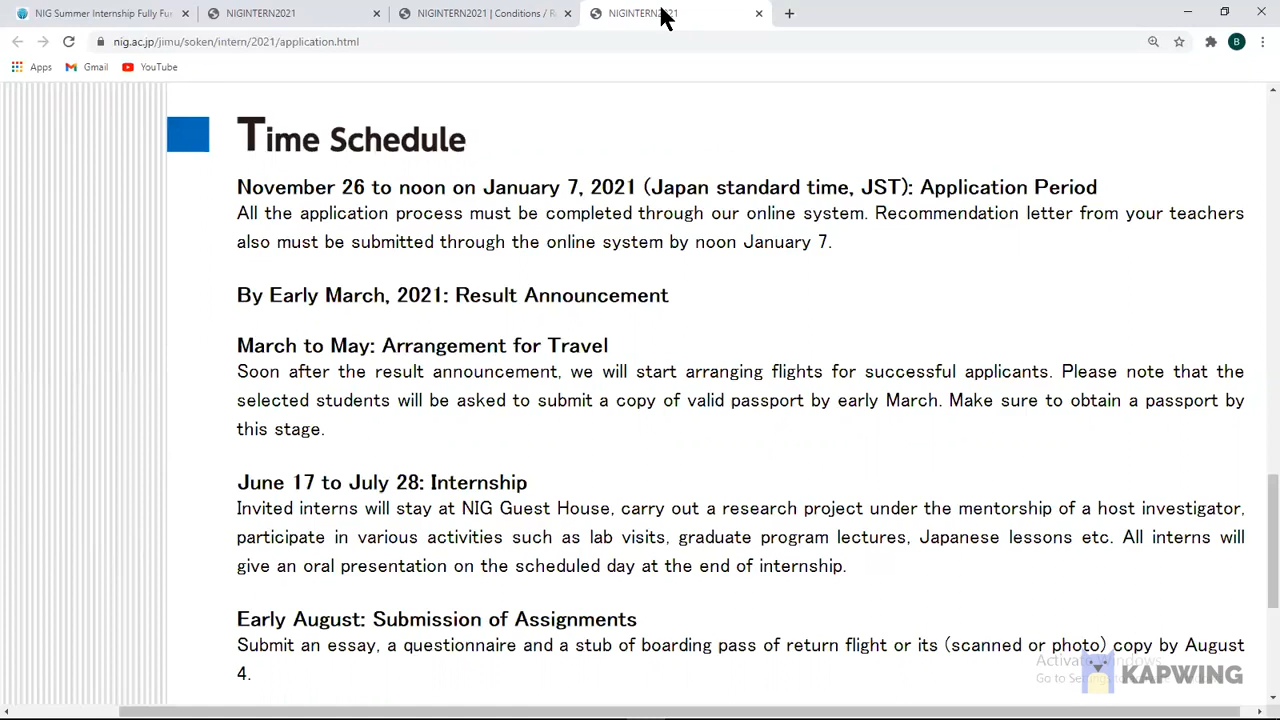 NIG Summer Internship Fully Fu
NIGINTERN2021
NIGINTERN2021 | Conditions / R
NIGINTERN2021
nig.ac.jp/jimu/soken/intern/2021/application.html
B
Apps
Gmail
YouTube
Time Schedule
November 26 to noon on January 7, 2021 (Japan standard time, JST): Application Period
All the application process must be completed through our online system. Recommendation letter from your teachers
also must be submitted through the online system by noon January 7.
By Early March, 2021: Result Announcement
March to May: Arrangement for Travel
Soon after the result announcement, we will start arranging flights for successful applicants. Please note that the
selected students will be asked to submit a copy of valid passport by early March. Make sure to obtain a passport by
this stage.
June 17 to July 28: Internship
Invited interns will stay at NIG Guest House, carry out a research project under the mentorship of a host investigator,
participate in various activities such as lab visits, graduate program lectures, Japanese lessons etc. All interns will
give an oral presentation on the scheduled day at the end of internship.
Early August: Submission of Assignments
Submit an essay, a questionnaire and a stub of boarding pass of return flight or its (scanned or photo) copy by August
4.
Go to
KAPWING